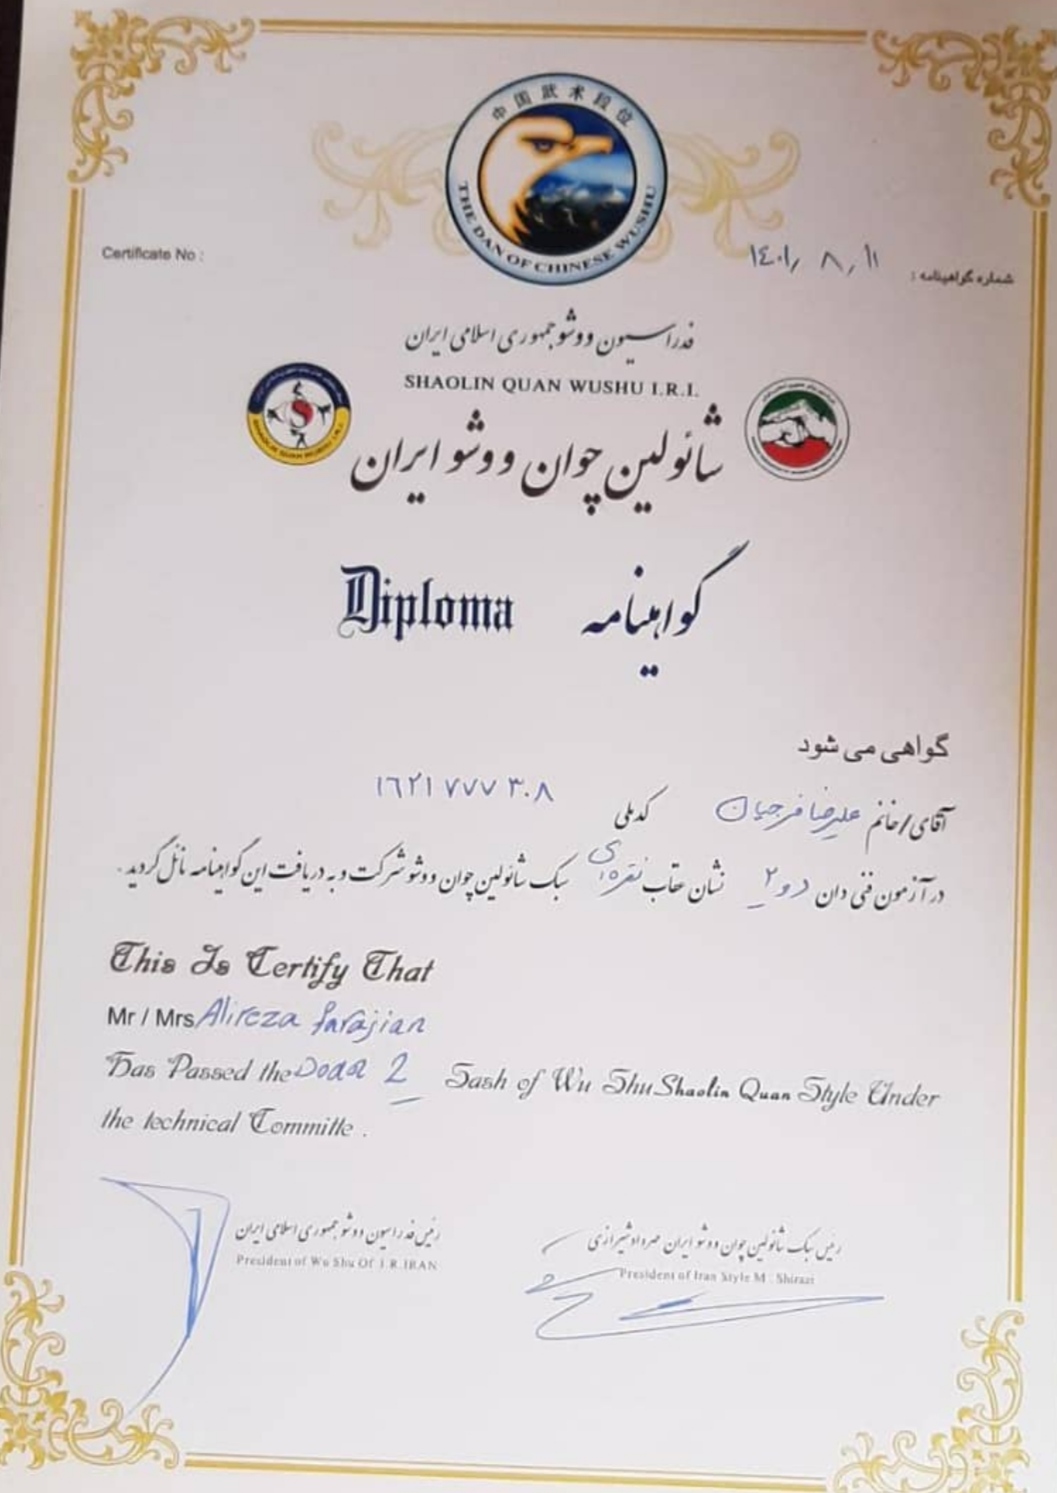 中国武术段位
THE DAN OF CHINESE WUSHU
Certificate No :
۱۴۰۱٫ ۸٫ ۱۱
شماره گواهینامه :
فدراسیون ووشو جمهوری اسلامی ایران
SHAOLIN QUAN WUSHU I.R.I.
شائولین چوان ووشو ایران
Diploma گواهینامه
گواهی می شود
آقای/خانم علیرضا فرجیان کدملی ۱۶۲۱۷۷۷۳۰۸
در آزمون فنی دان دو ۲ نشان عقاب نقره‌ای سبک شائولین چوان ووشو شرکت و به دریافت این گواهینامه نائل گردید .
This Is Certify That
Mr / Mrs Alireza farajian
Has Passed the 2 Sash of Wu Shu Shaolin Quan Style Under
the technical Committe .
رئیس فدراسیون ووشو جمهوری اسلامی ایران
President of Wu Shu Of I.R.IRAN
رئیس سبک شائولین چوان ووشو ایران مهرداد شیرازی
President of Iran Style M . Shirazi